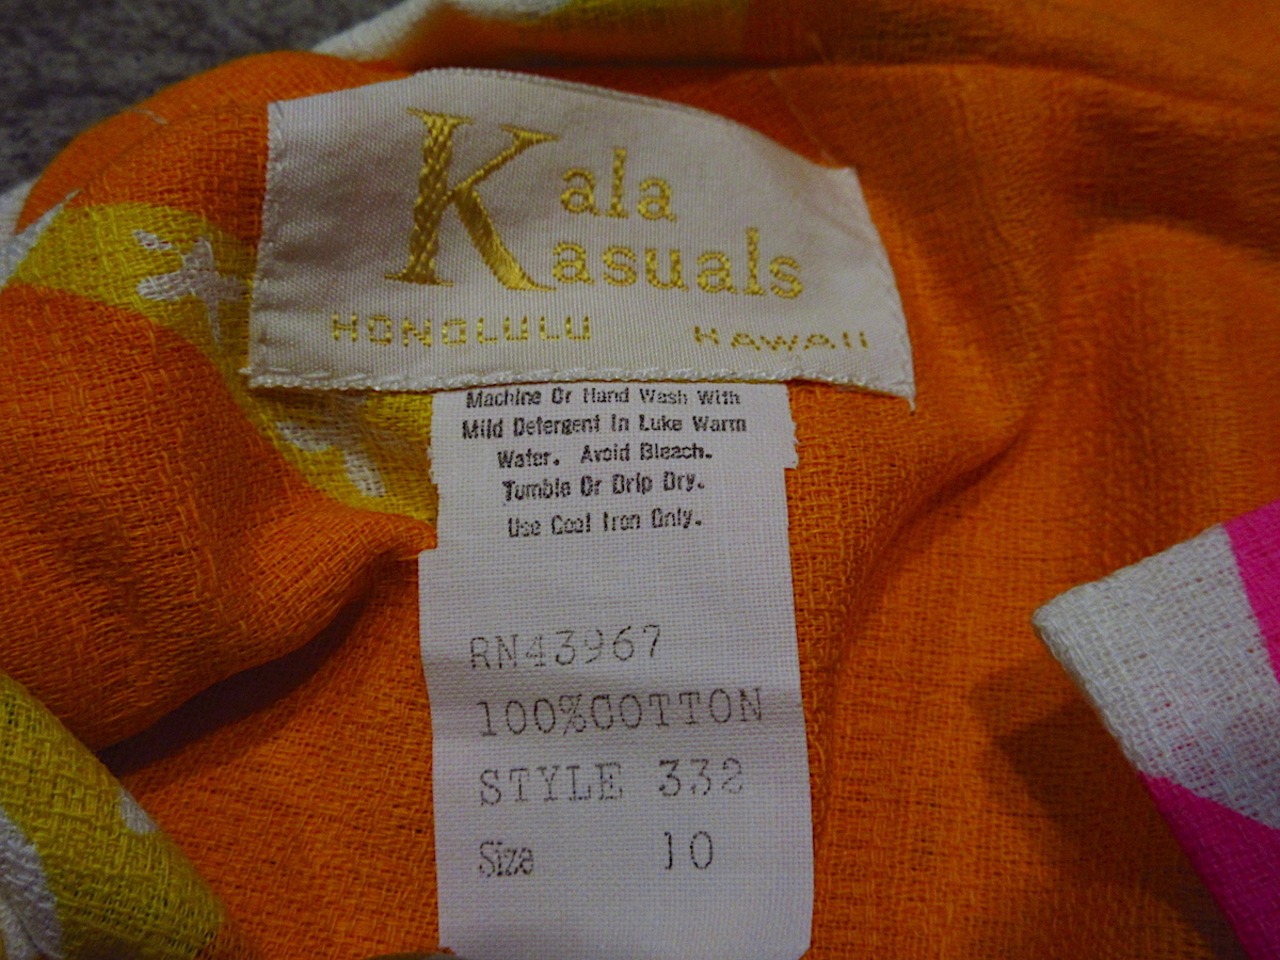 Kala
Kasuals
HONOLULU HAWAII
Machine Or Hand Wash With
Mild Detergent In Luke Warm
Water. Avoid Bleach.
Tumble Or Drip Dry.
Use Cool Iron Only.
RN43967
100%COTTON
STYLE 332
Size 10